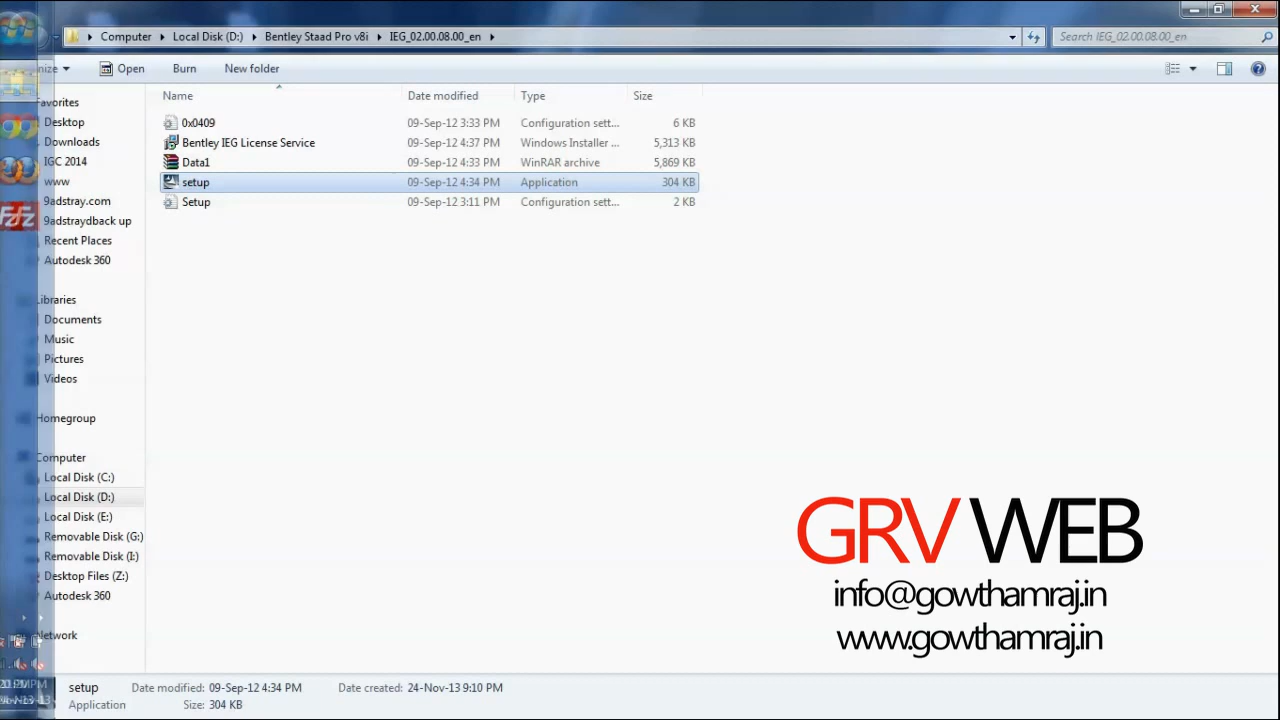 Computer Local Disk (D:) Bentley Staad Pro v8i IEG_02.00.08.00_en
Search IEG_02.00.08.00_en
Open Burn New folder
Name Date modified Type Size
0x0409 09-Sep-12 3:33 PM Configuration sett... 6 KB
Bentley IEG License Service 09-Sep-12 4:37 PM Windows Installer ... 5,313 KB
Data1 09-Sep-12 4:33 PM WinRAR archive 5,869 KB
setup 09-Sep-12 4:34 PM Application 304 KB
Setup 09-Sep-12 3:11 PM Configuration sett... 2 KB
Favorites
Desktop
Downloads
IGC 2014
www
9adstray.com
9adstraydback up
Recent Places
Autodesk 360
Libraries
Documents
Music
Pictures
Videos
Homegroup
Computer
Local Disk (C:)
Local Disk (D:)
Local Disk (E:)
Removable Disk (G:)
Removable Disk (I:)
Desktop Files (Z:)
Autodesk 360
Network
GRV WEB
info@gowthamraj.in
www.gowthamraj.in
setup Date modified: 09-Sep-12 4:34 PM Date created: 24-Nov-13 9:10 PM
Application Size: 304 KB